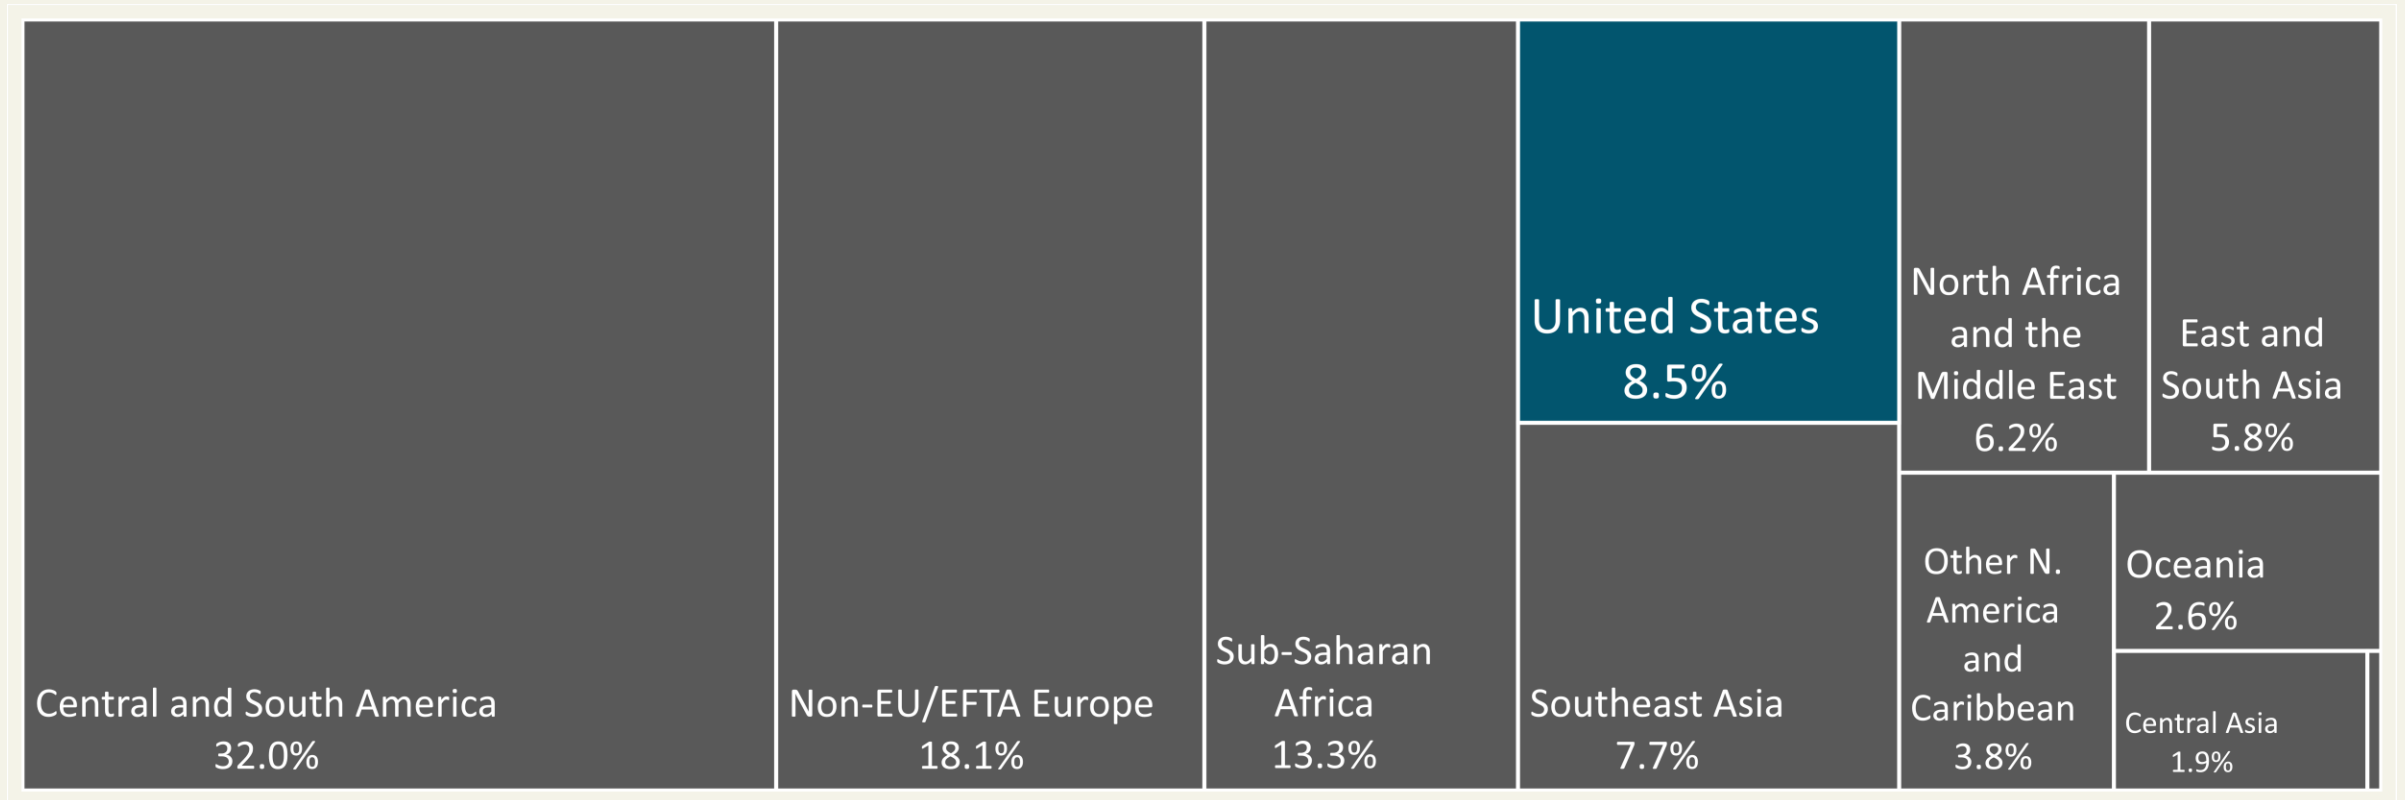 Central and South America
32.0%
Non-EU/EFTA Europe
18.1%
Sub-Saharan
Africa
13.3%
United States
8.5%
Southeast Asia
7.7%
North Africa
and the
Middle East
6.2%
East and
South Asia
5.8%
Other N.
America
and
Caribbean
3.8%
Oceania
2.6%
Central Asia
1.9%